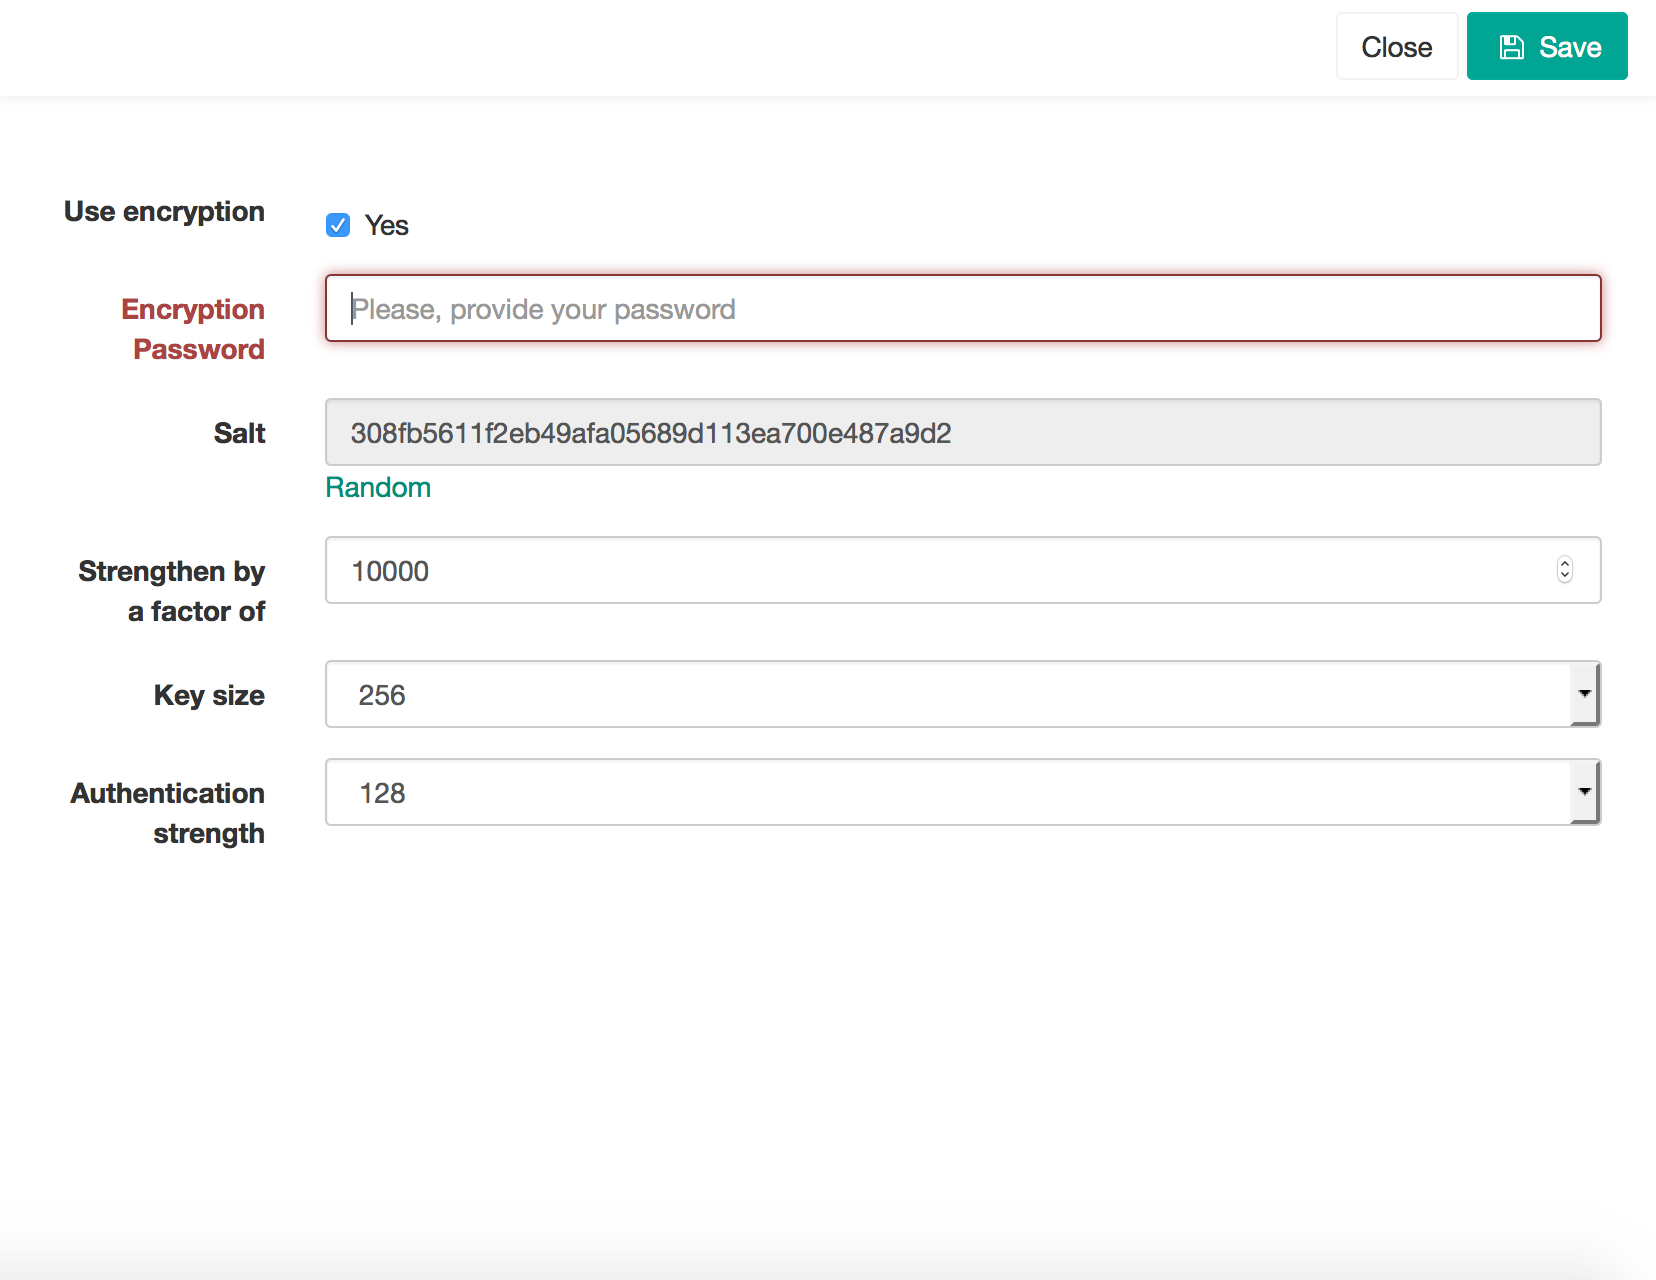 Close
Save
Use encryption
Yes
Encryption
Password
Please, provide your password
Salt
308fb5611f2eb49afa05689d113ea700e487a9d2
Random
Strengthen by
a factor of
10000
Key size
256
Authentication
strength
128